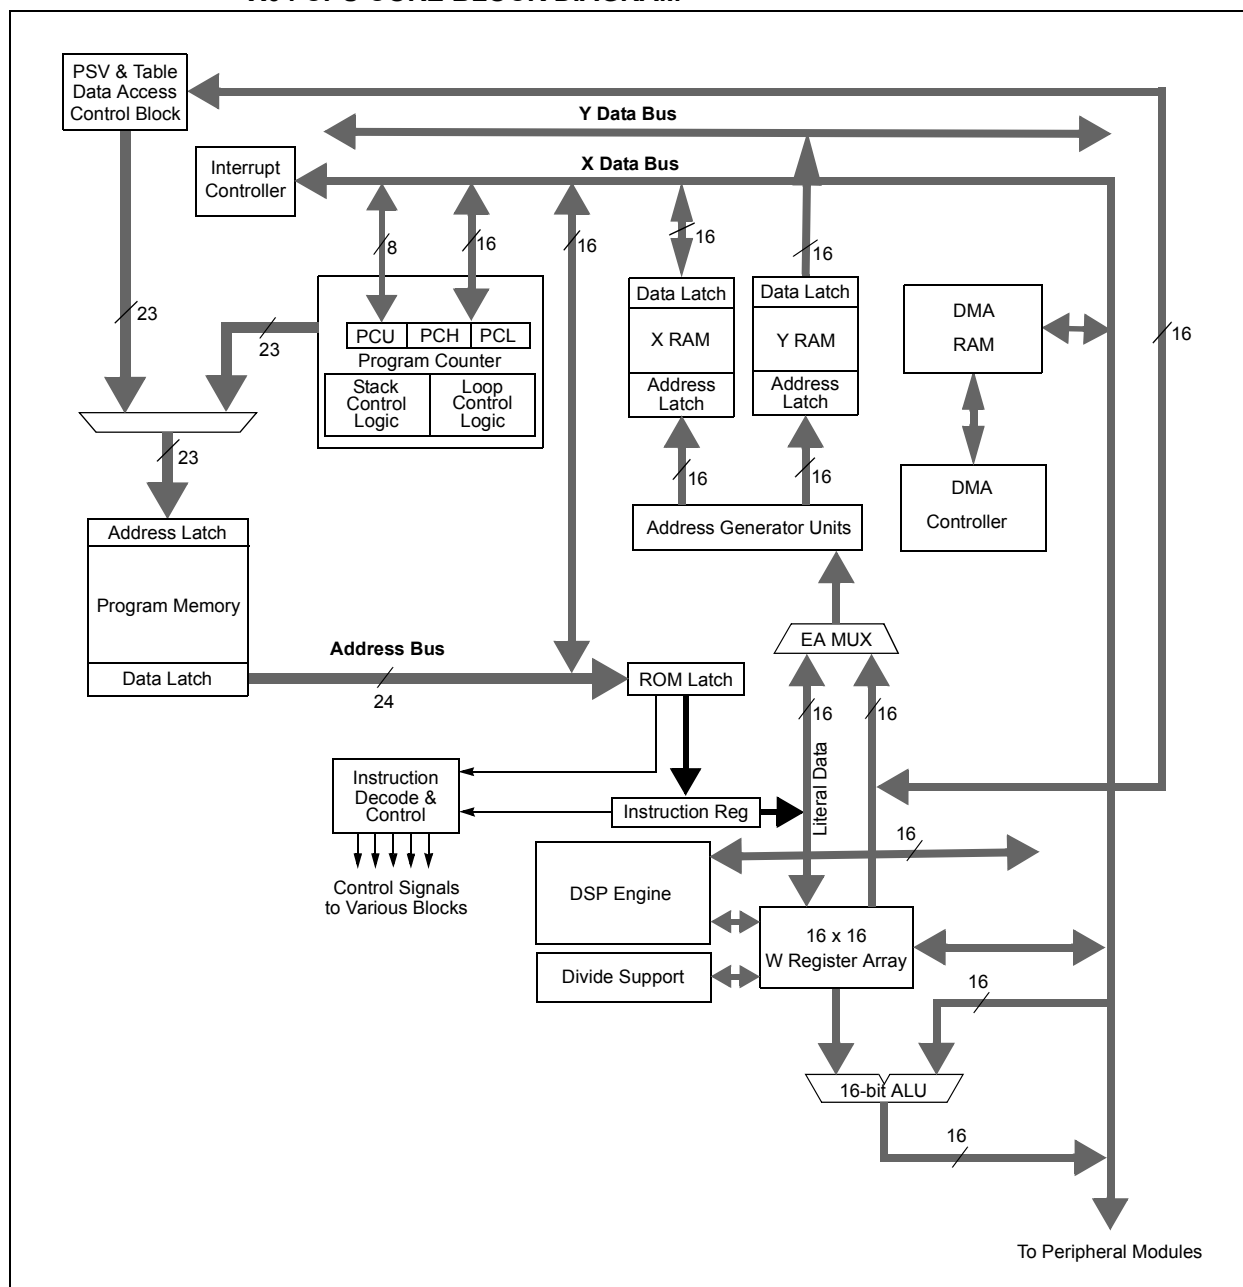 PSV & Table
Data Access
Control Block
Y Data Bus
Interrupt
Controller
X Data Bus
8
16
16
16
16
23
23
16
PCU
PCH
PCL
Program Counter
Stack
Control
Logic
Loop
Control
Logic
Data Latch
X RAM
Address
Latch
Data Latch
Y RAM
Address
Latch
DMA
RAM
23
16
16
DMA
Controller
Address Generator Units
Address Latch
Program Memory
Data Latch
Address Bus
24
ROM Latch
EA MUX
16
16
Literal Data
Instruction
Decode &
Control
Instruction Reg
Control Signals
to Various Blocks
DSP Engine
16
16 x 16
W Register Array
Divide Support
16
16-bit ALU
16
To Peripheral Modules